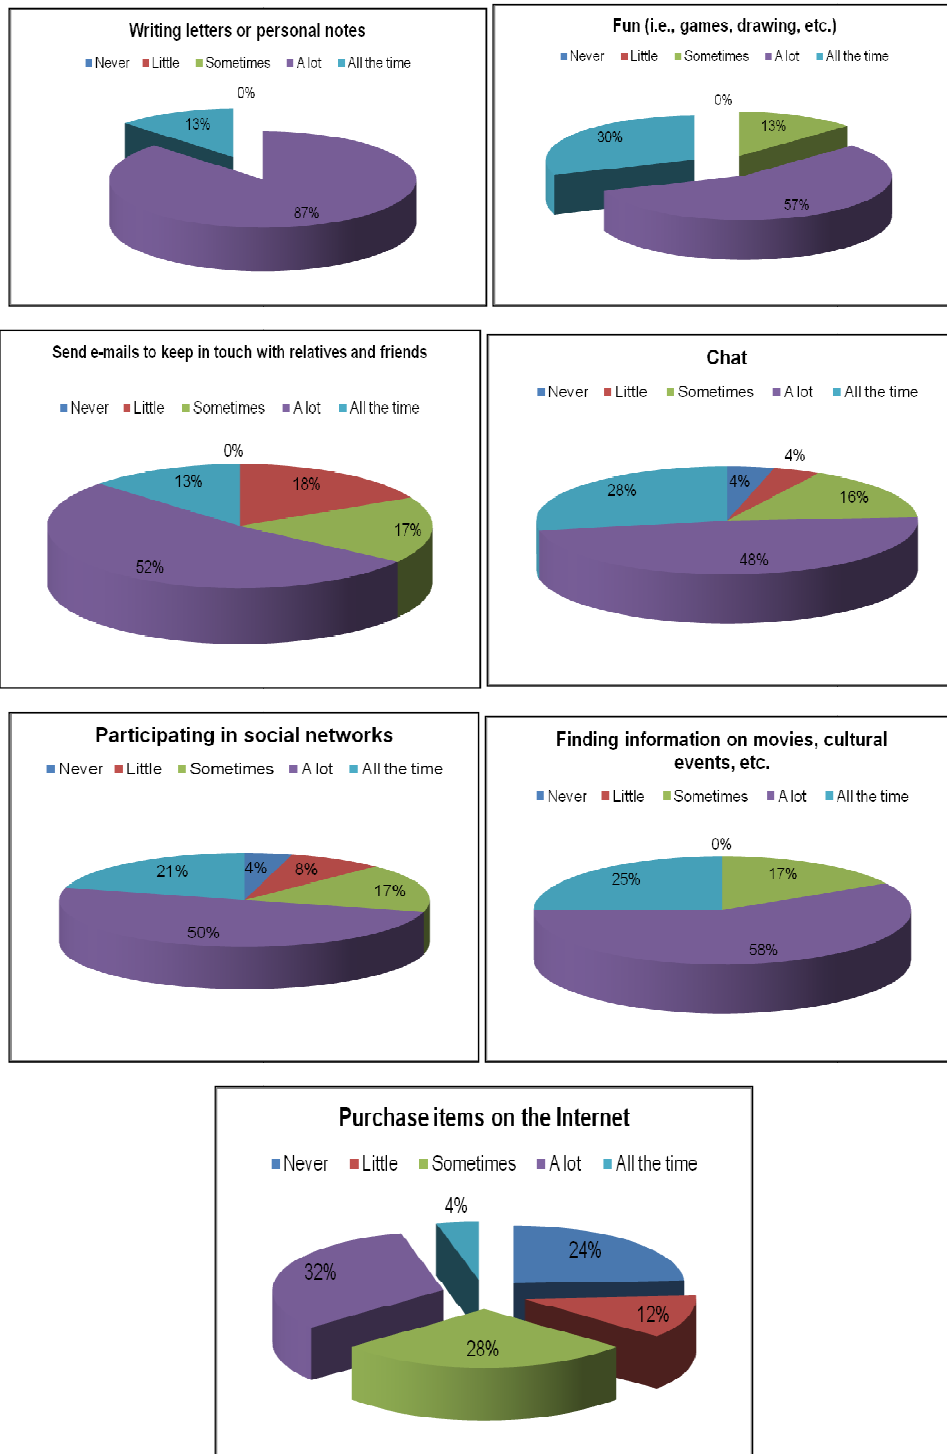 Writing letters or personal notes
Never Little Sometimes A lot All the time
0%
13%
87%
Fun (i.e., games, drawing, etc.)
Never Little Sometimes A lot All the time
0%
13%
30%
57%
Send e-mails to keep in touch with relatives and friends
Never Little Sometimes A lot All the time
0%
13%
18%
17%
52%
Chat
Never Little Sometimes A lot All the time
4%
4%
28%
16%
48%
Participating in social networks
Never Little Sometimes A lot All the time
21%
4%
8%
17%
50%
Finding information on movies, cultural
events, etc.
Never Little Sometimes A lot All the time
0%
25%
17%
58%
Purchase items on the Internet
Never Little Sometimes A lot All the time
4%
24%
32%
12%
28%